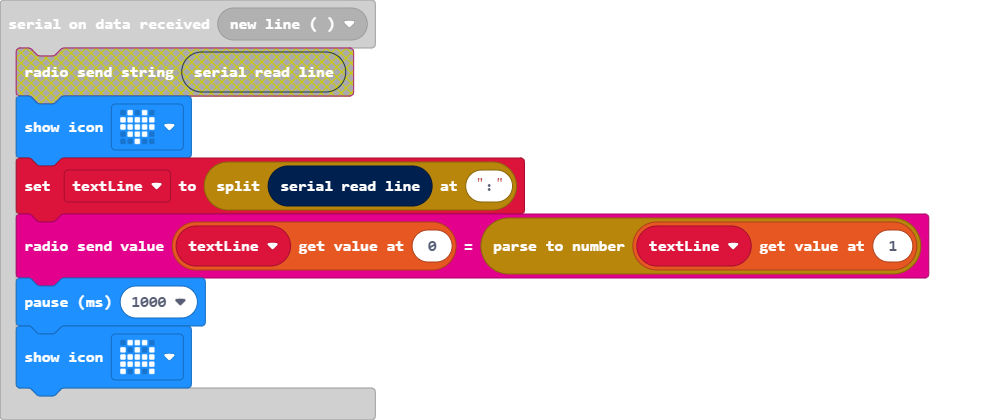 serial on data received new line ( )
radio send string serial read line
show icon
set textLine to split serial read line at ":"
radio send value textLine get value at 0 = parse to number textLine get value at 1
pause (ms) 1000
show icon